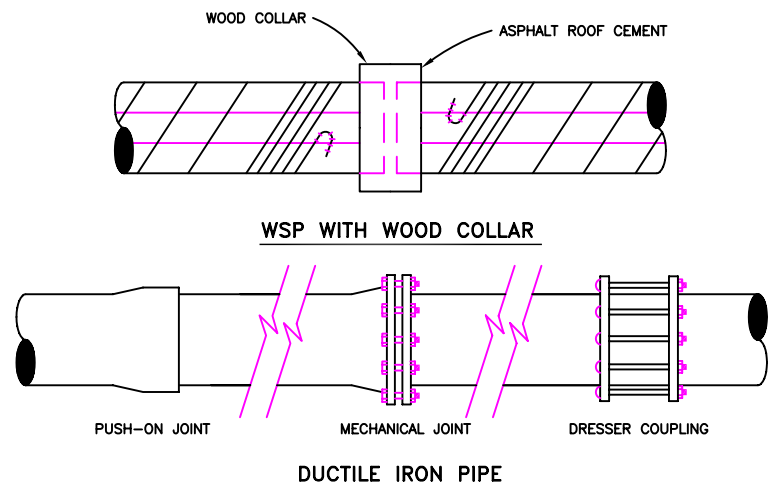 WOOD COLLAR
ASPHALT ROOF CEMENT
WSP WITH WOOD COLLAR
PUSH-ON JOINT
MECHANICAL JOINT
DRESSER COUPLING
DUCTILE IRON PIPE